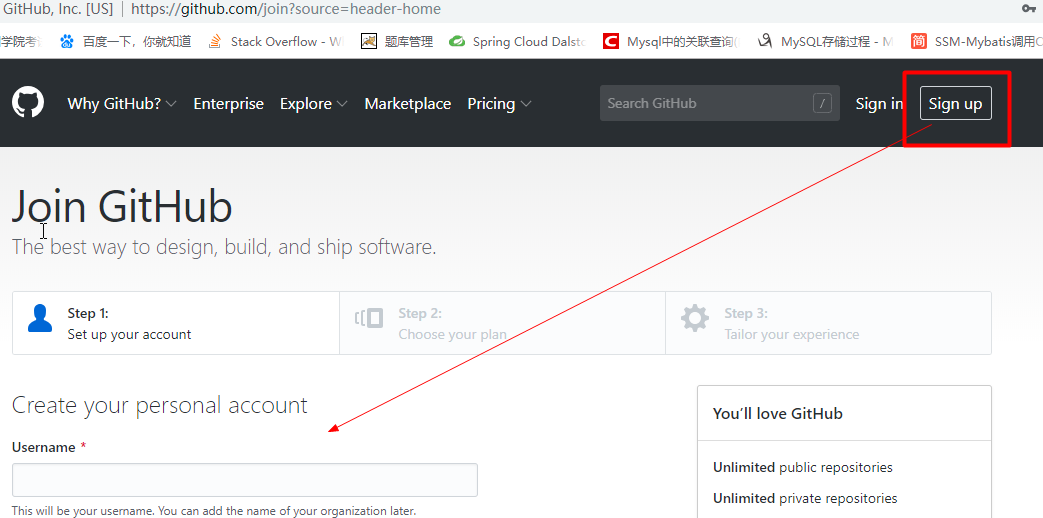 GitHub, Inc. [US] | https://github.com/join?source=header-home
百度一下，你就知道 Stack Overflow - 题库管理 Spring Cloud Dalst Mysql中的关联查询( MySQL存储过程 - SSM-Mybatis调用
Why GitHub? Enterprise Explore Marketplace Pricing Search GitHub / Sign in Sign up
Join GitHub
The best way to design, build, and ship software.
Step 1:
Set up your account
Step 2:
Choose your plan
Step 3:
Tailor your experience
Create your personal account
Username *
This will be your username. You can add the name of your organization later.
You'll love GitHub
Unlimited public repositories
Unlimited private repositories